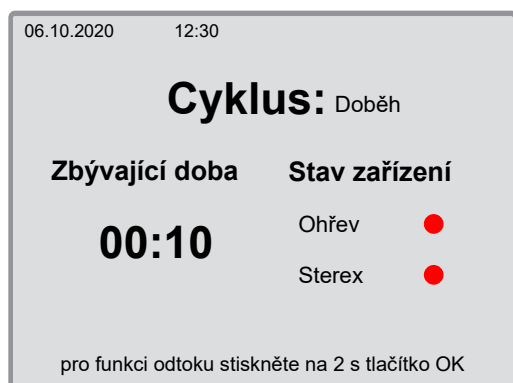 06.10.2020 12:30
Cyklus: Doběh
Zbývající doba Stav zařízení
00:10
Ohřev
Sterex
pro funkci odtoku stiskněte na 2 s tlačítko OK